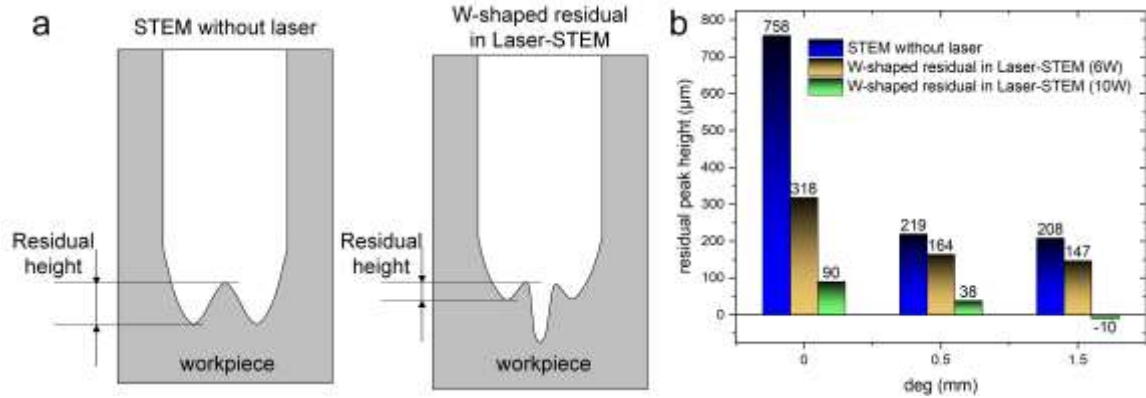 a
STEM without laser
W-shaped residual
in Laser-STEM
Residual
height
workpiece
Residual
height
workpiece
b
residual peak height (μm)
800
700
600
500
400
300
200
100
0
STEM without laser
W-shaped residual in Laser-STEM (6W)
W-shaped residual in Laser-STEM (10W)
758
318
90
219
164
38
208
147
-10
0
0.5
1.5
deg (mm)